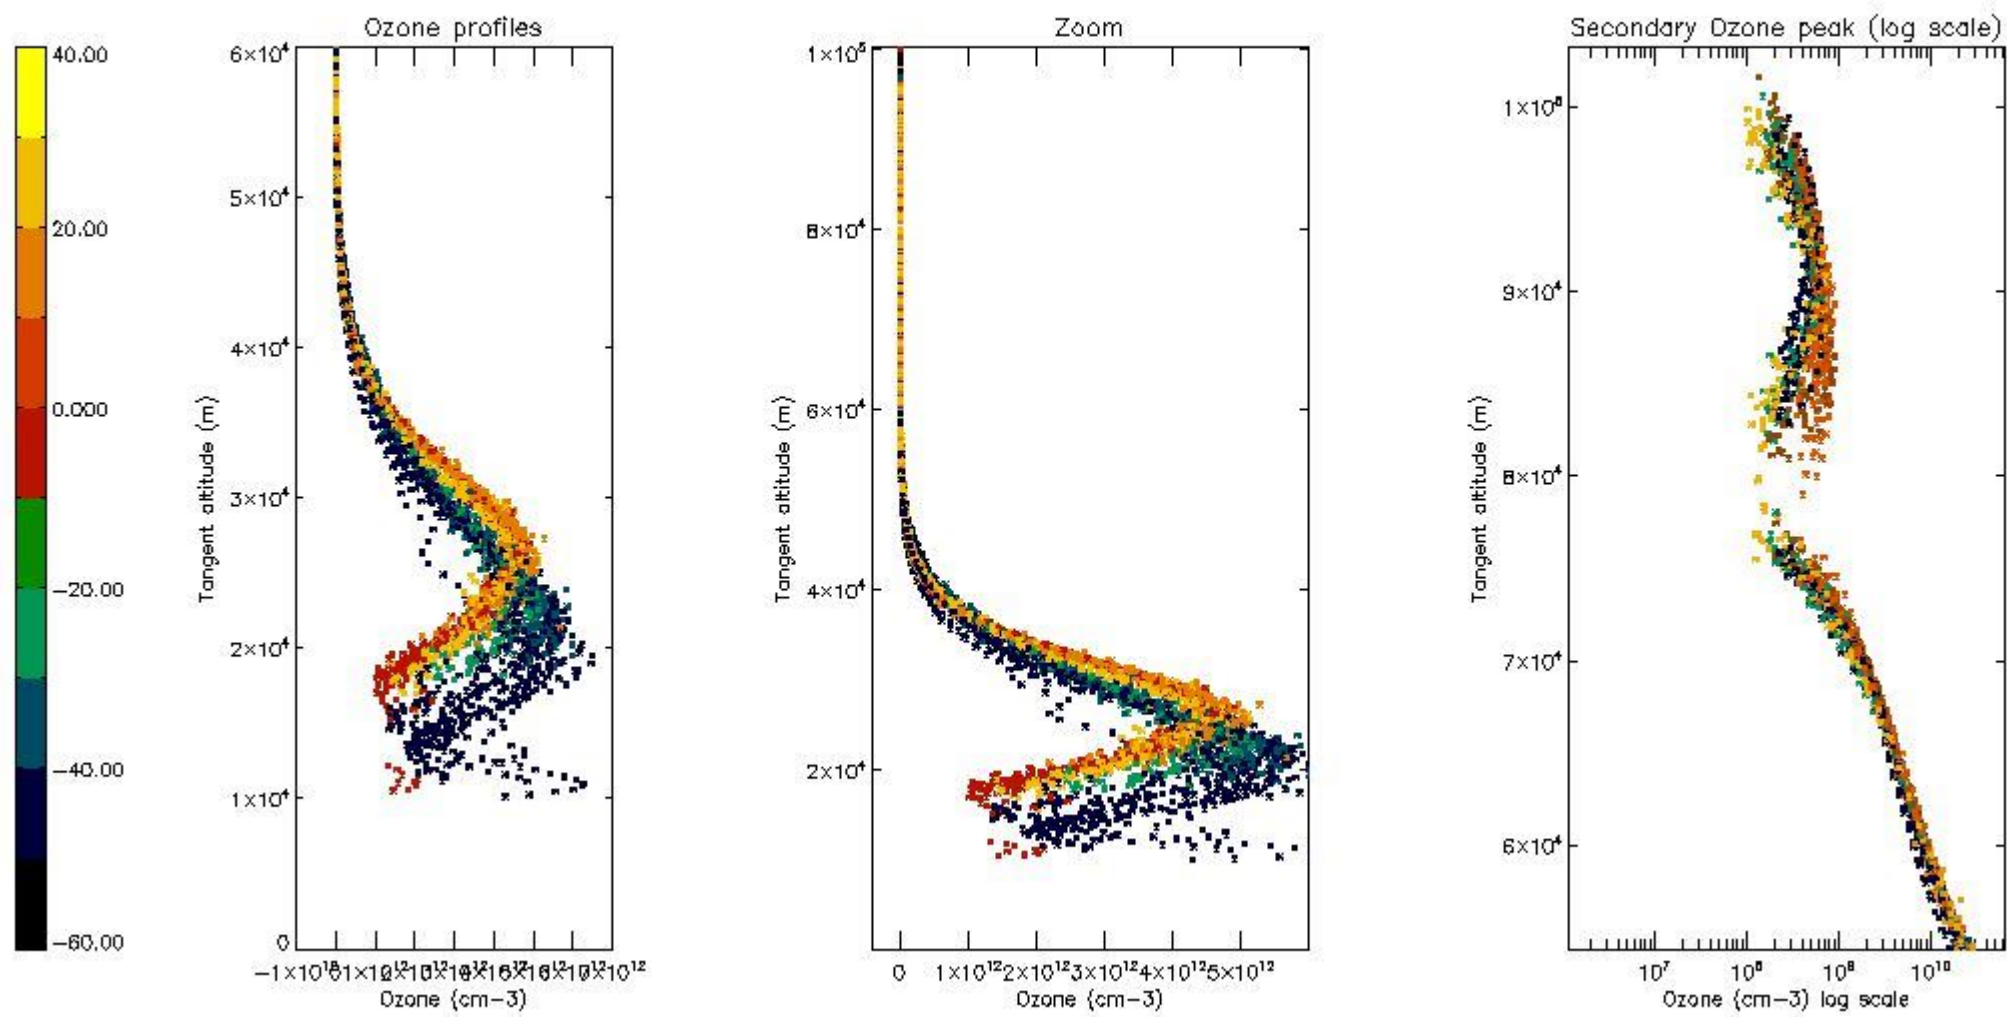 Ozone profiles
Zoom
Secondary Ozone peak (log scale)
40.00
20.00
0.000
-20.00
-40.00
-60.00
6×10⁴
5×10⁴
4×10⁴
3×10⁴
2×10⁴
1×10⁴
0
Tangent altitude (m)
Ozone (cm-3)
1×10⁵
8×10⁴
6×10⁴
4×10⁴
2×10⁴
Tangent altitude (m)
0 1×10¹² 2×10¹² 3×10¹² 4×10¹² 5×10¹²
Ozone (cm-3)
9×10⁴
8×10⁴
7×10⁴
6×10⁴
Tangent altitude (m)
10⁷ 10⁸ 10⁹ 10¹⁰
Ozone (cm-3) log scale